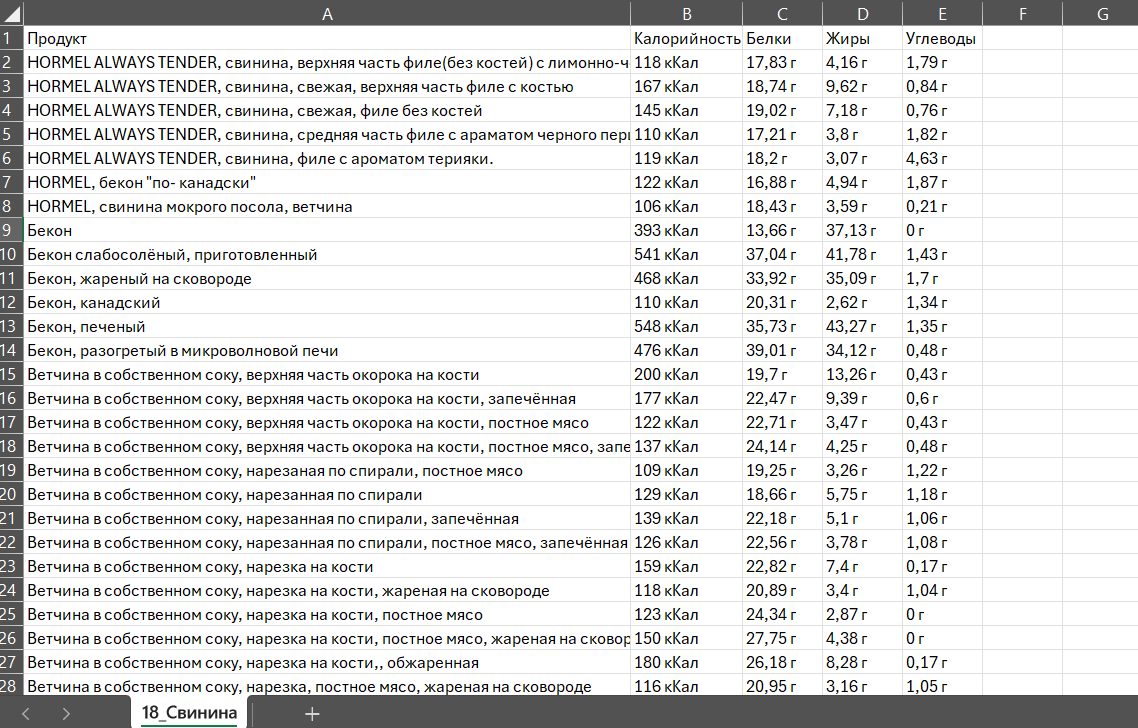 A B C D E F G
1 Продукт Калорийность Белки Жиры Углеводы
2 HORMEL ALWAYS TENDER, свинина, верхняя часть филе(без костей) с лимонно-ч 118 кКал 17,83 г 4,16 г 1,79 г
3 HORMEL ALWAYS TENDER, свинина, свежая, верхняя часть филе с костью 167 кКал 18,74 г 9,62 г 0,84 г
4 HORMEL ALWAYS TENDER, свинина, свежая, филе без костей 145 кКал 19,02 г 7,18 г 0,76 г
5 HORMEL ALWAYS TENDER, свинина, средняя часть филе с араматом черного пер 110 кКал 17,21 г 3,8 г 1,82 г
6 HORMEL ALWAYS TENDER, свинина, филе с ароматом терияки. 119 кКал 18,2 г 3,07 г 4,63 г
7 HORMEL, бекон "по- канадски" 122 кКал 16,88 г 4,94 г 1,87 г
8 HORMEL, свинина мокрого посола, ветчина 106 кКал 18,43 г 3,59 г 0,21 г
9 Бекон 393 кКал 13,66 г 37,13 г 0 г
10 Бекон слабосолёный, приготовленный 541 кКал 37,04 г 41,78 г 1,43 г
11 Бекон, жареный на сковороде 468 кКал 33,92 г 35,09 г 1,7 г
12 Бекон, канадский 110 кКал 20,31 г 2,62 г 1,34 г
13 Бекон, печеный 548 кКал 35,73 г 43,27 г 1,35 г
14 Бекон, разогретый в микроволновой печи 476 кКал 39,01 г 34,12 г 0,48 г
15 Ветчина в собственном соку, верхняя часть окорока на кости 200 кКал 19,7 г 13,26 г 0,43 г
16 Ветчина в собственном соку, верхняя часть окорока на кости, запечённая 177 кКал 22,47 г 9,39 г 0,6 г
17 Ветчина в собственном соку, верхняя часть окорока на кости, постное мясо 122 кКал 22,71 г 3,47 г 0,43 г
18 Ветчина в собственном соку, верхняя часть окорока на кости, постное мясо, запе 137 кКал 24,14 г 4,25 г 0,48 г
19 Ветчина в собственном соку, нарезаная по спирали, постное мясо 109 кКал 19,25 г 3,26 г 1,22 г
20 Ветчина в собственном соку, нарезанная по спирали 129 кКал 18,66 г 5,75 г 1,18 г
21 Ветчина в собственном соку, нарезанная по спирали, запечённая 139 кКал 22,18 г 5,1 г 1,06 г
22 Ветчина в собственном соку, нарезанная по спирали, постное мясо, запечённая 126 кКал 22,56 г 3,78 г 1,08 г
23 Ветчина в собственном соку, нарезка на кости 159 кКал 22,82 г 7,4 г 0,17 г
24 Ветчина в собственном соку, нарезка на кости, жареная на сковороде 118 кКал 20,89 г 3,4 г 1,04 г
25 Ветчина в собственном соку, нарезка на кости, постное мясо 123 кКал 24,34 г 2,87 г 0 г
26 Ветчина в собственном соку, нарезка на кости, постное мясо, жареная на сковор 150 кКал 27,75 г 4,38 г 0 г
27 Ветчина в собственном соку, нарезка на кости,, обжаренная 180 кКал 26,18 г 8,28 г 0,17 г
28 Ветчина в собственном соку, нарезка, постное мясо, жареная на сковороде 116 кКал 20,95 г 3,16 г 1,05 г
18_Свинина